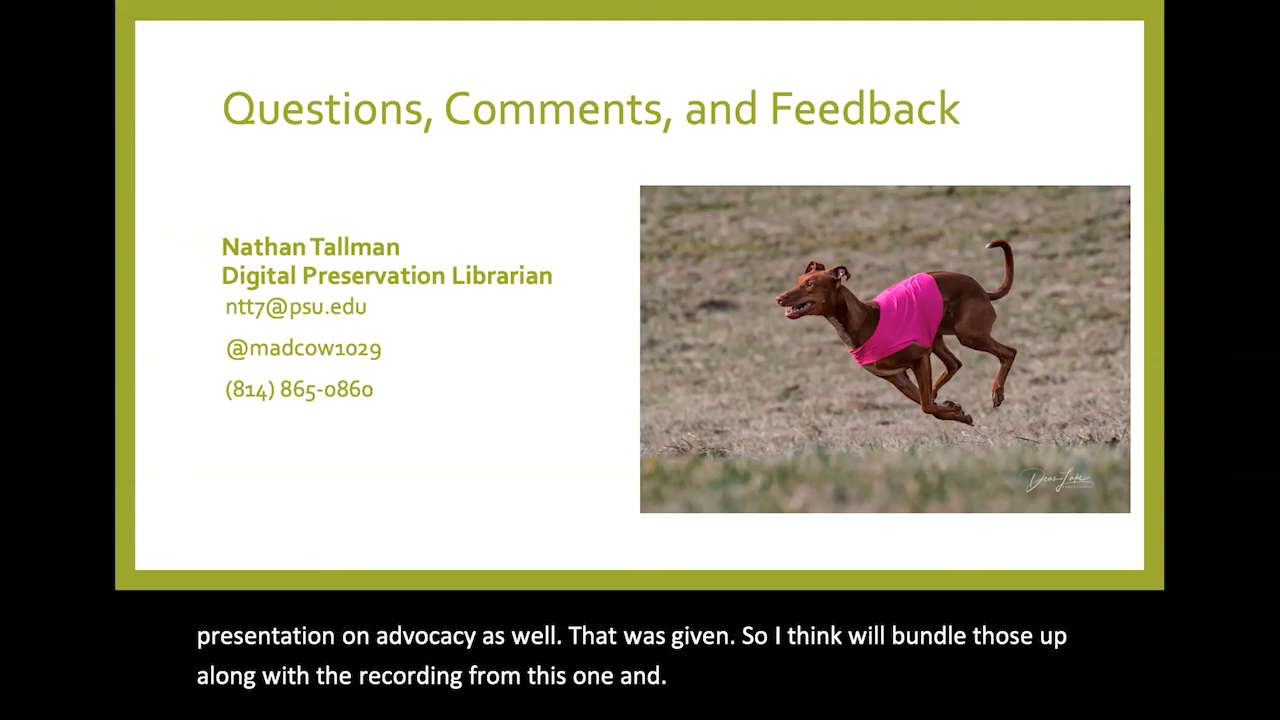 Questions, Comments, and Feedback
Nathan Tallman
Digital Preservation Librarian
ntt7@psu.edu
@madcow1029
(814) 865-0860
Dean Lake
presentation on advocacy as well. That was given. So I think will bundle those up
along with the recording from this one and.